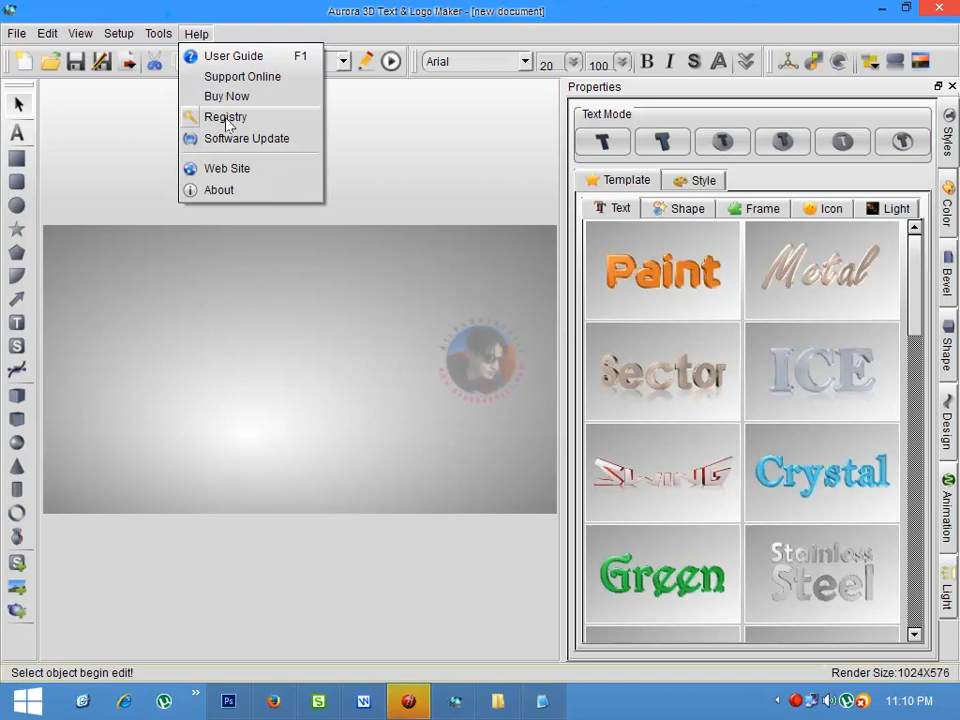 Aurora 3D Text & Logo Maker - [new document]
File Edit View Setup Tools Help
User Guide F1
Support Online
Buy Now
Registry
Software Update
Web Site
About
Arial 20 100 B I S A
Properties
Text Mode
Template Style
Text Shape Frame Icon Light
Paint Metal
Sector ICE
SWING Crystal
Green Stainless Steel
Styles
Color
Bevel
Shape
Design
Animation
Light
Select object begin edit! Render Size:1024X576
11:10 PM